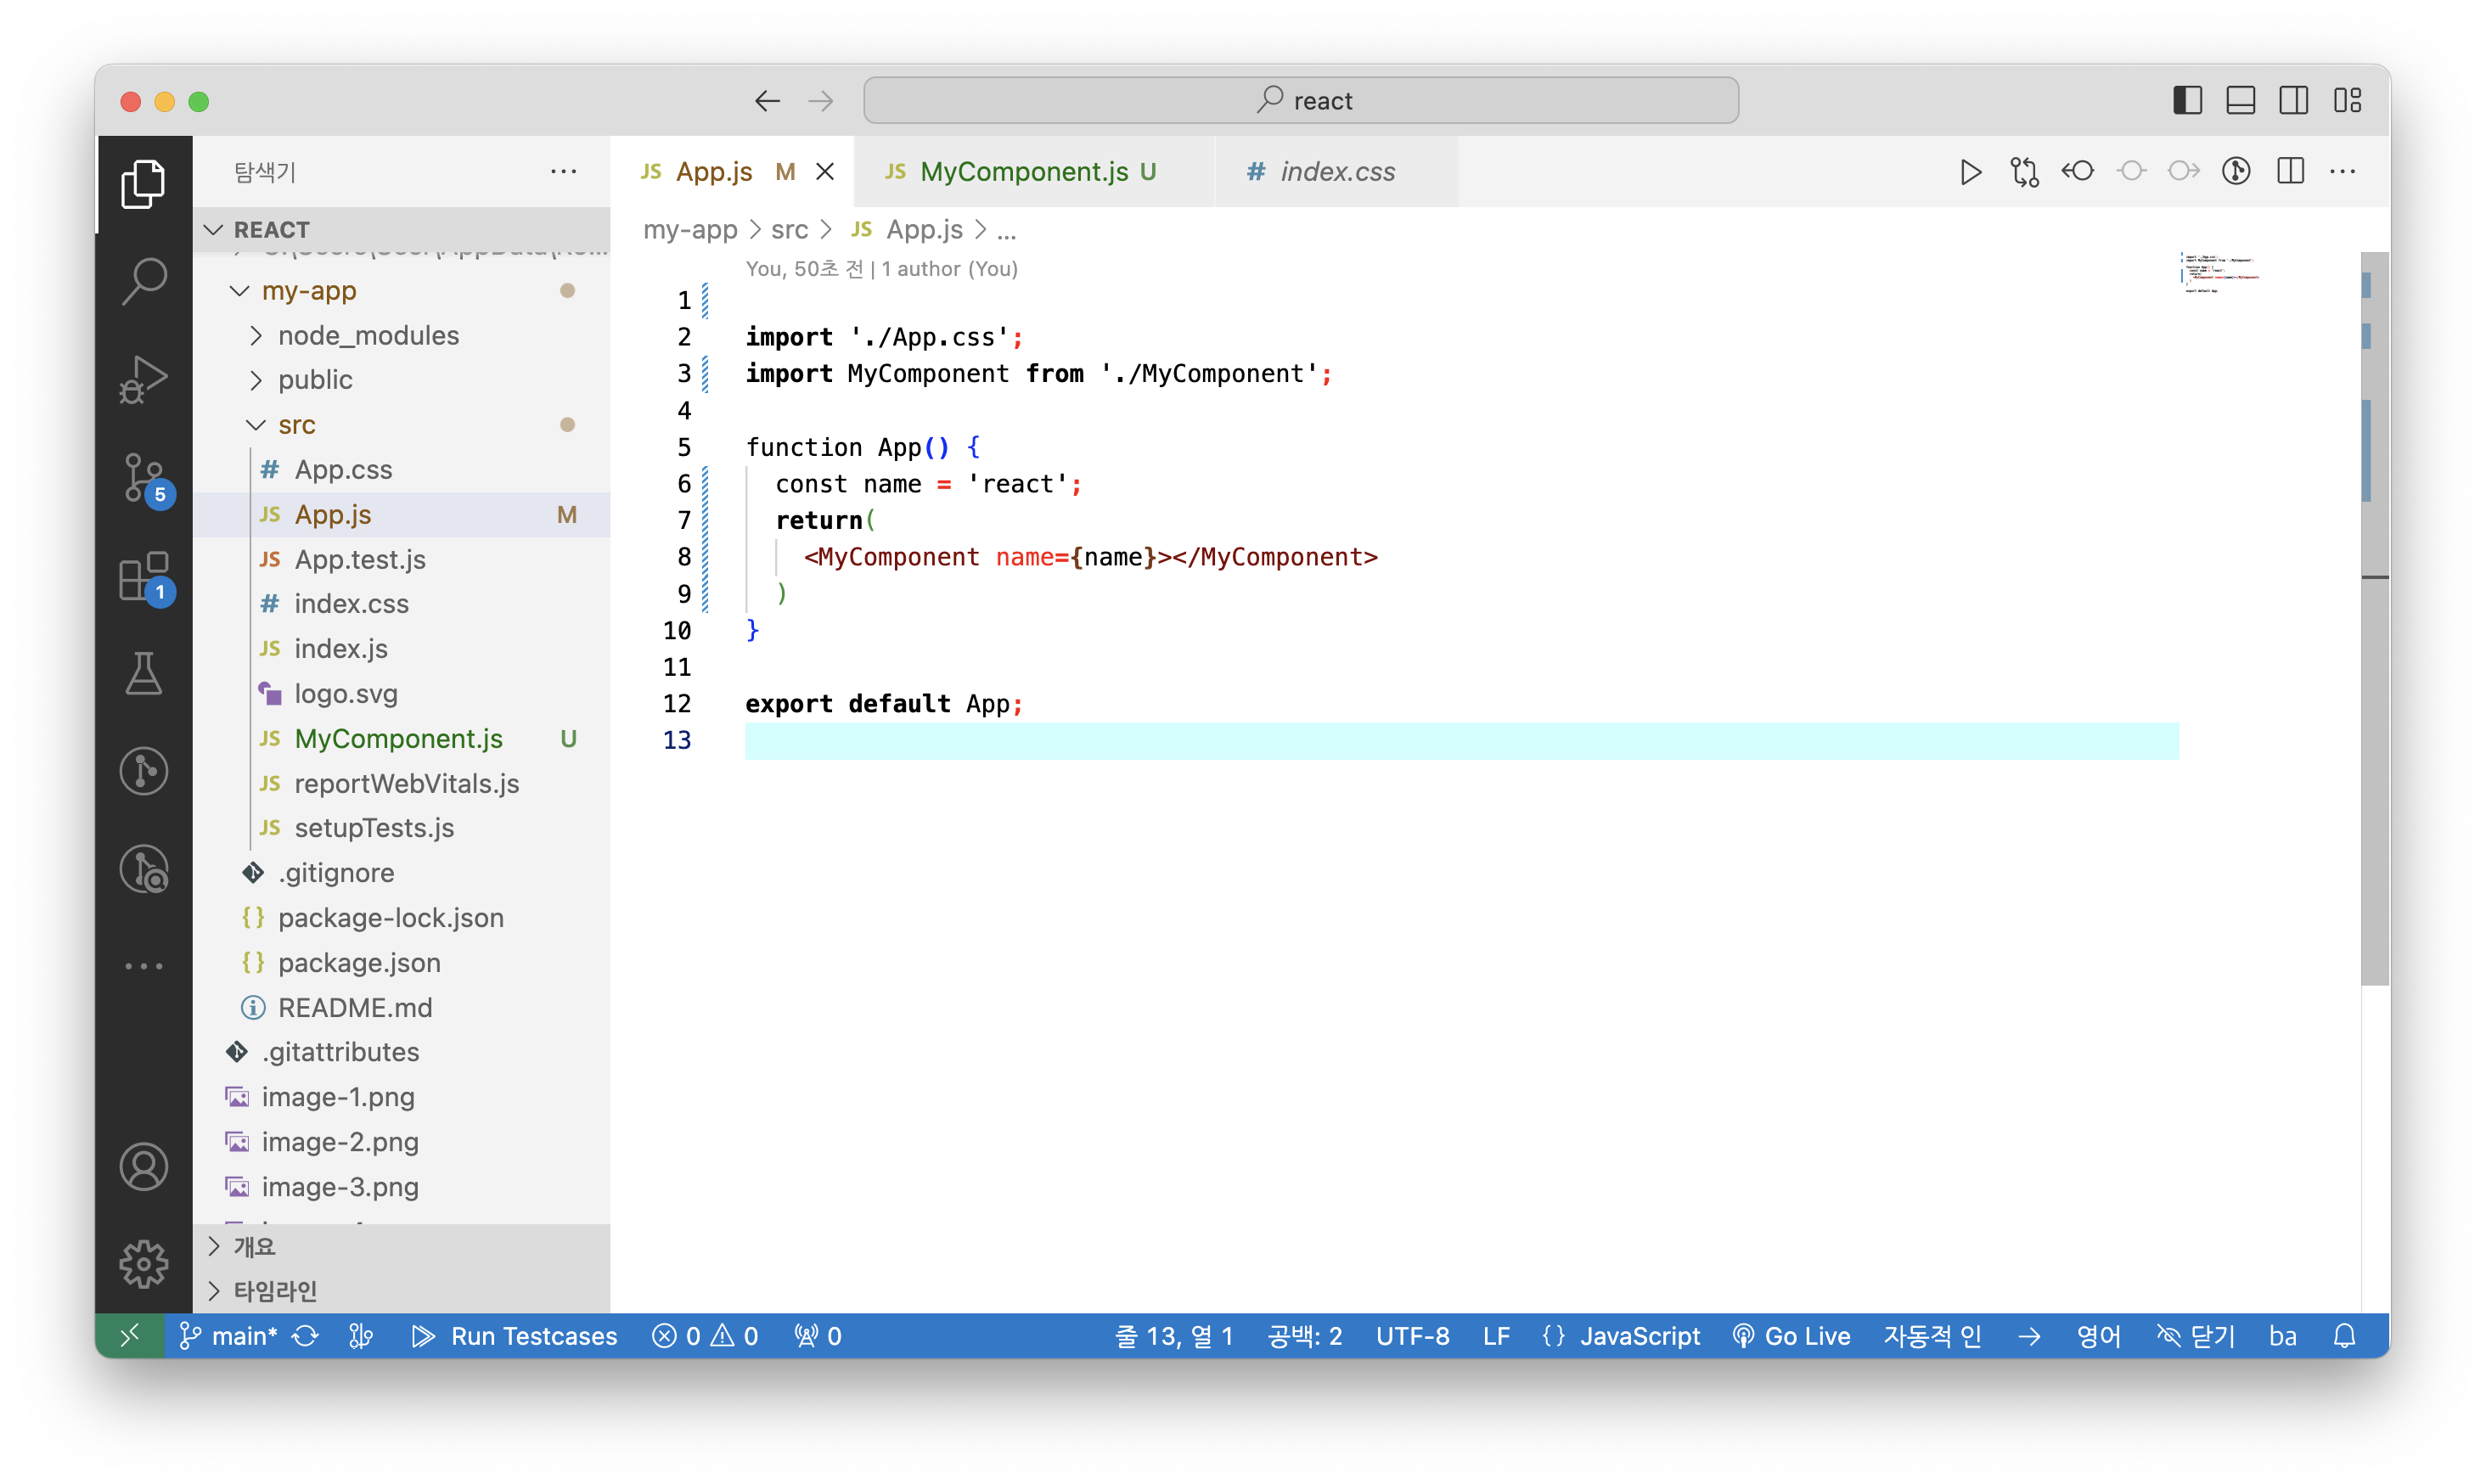 react
탐색기
JS App.js M
JS MyComponent.js U
# index.css
REACT
my-app
node_modules
public
src
# App.css
JS App.js M
JS App.test.js
# index.css
JS index.js
logo.svg
JS MyComponent.js U
JS reportWebVitals.js
JS setupTests.js
.gitignore
{} package-lock.json
{} package.json
README.md
.gitattributes
image-1.png
image-2.png
image-3.png
개요
타임라인
5
1
my-app > src > JS App.js > ...
You, 50초 전 | 1 author (You)
1
2 import './App.css';
3 import MyComponent from './MyComponent';
4
5 function App() {
6 const name = 'react';
7 return(
8 <MyComponent name={name}></MyComponent>
9 )
10 }
11
12 export default App;
13
main* Run Testcases 0 0 0 줄 13, 열 1 공백: 2 UTF-8 LF {} JavaScript Go Live 자동적 인 → 영어 닫기 ba